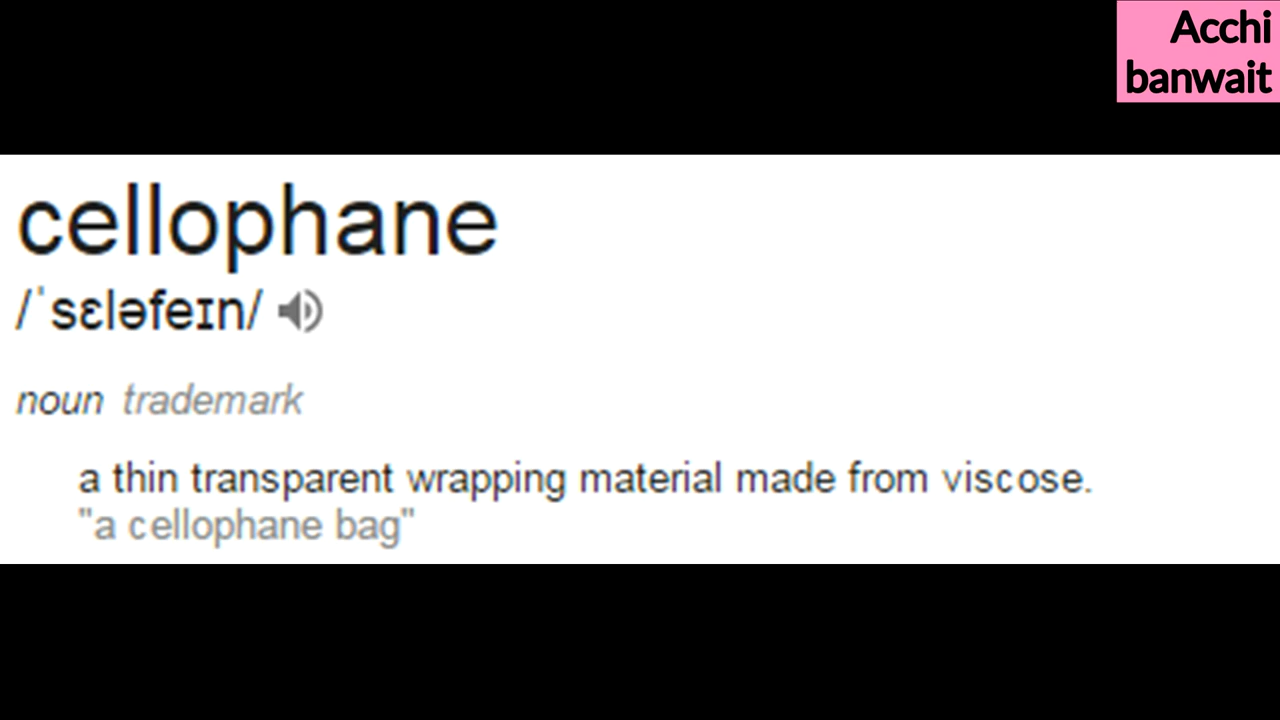 Acchi
banwait
cellophane
/ˈsɛləfeɪn/
noun trademark
a thin transparent wrapping material made from viscose.
"a cellophane bag"